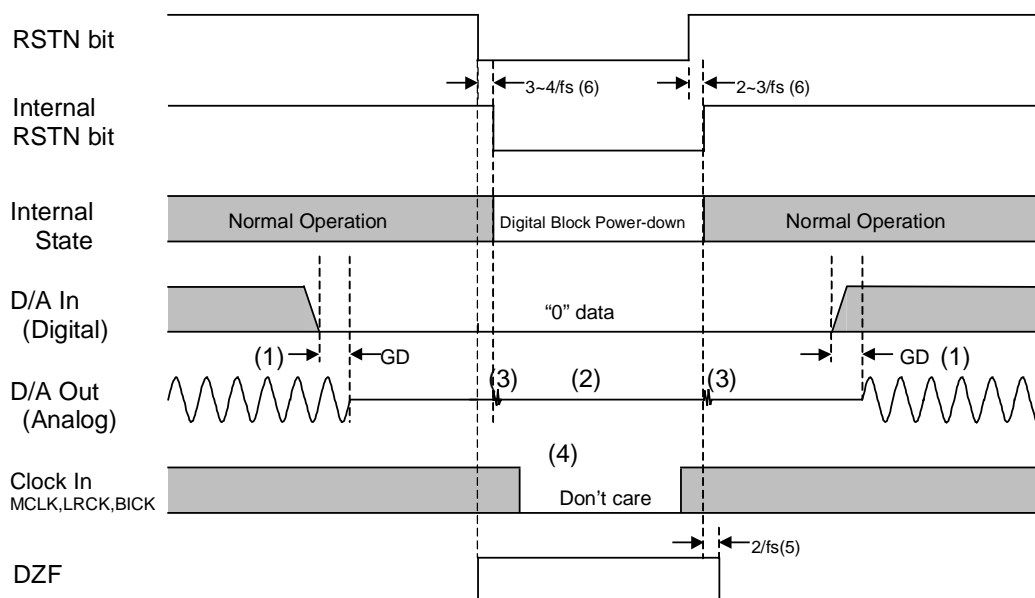 RSTN bit
3~4/fs (6)
2~3/fs (6)
Internal
RSTN bit
Internal
State
Normal Operation
Digital Block Power-down
Normal Operation
D/A In
(Digital)
“0” data
(1)
GD
GD
(1)
D/A Out
(Analog)
(3)
(2)
(3)
(4)
Clock In
MCLK,LRCK,BICK
Don’t care
2/fs(5)
DZF